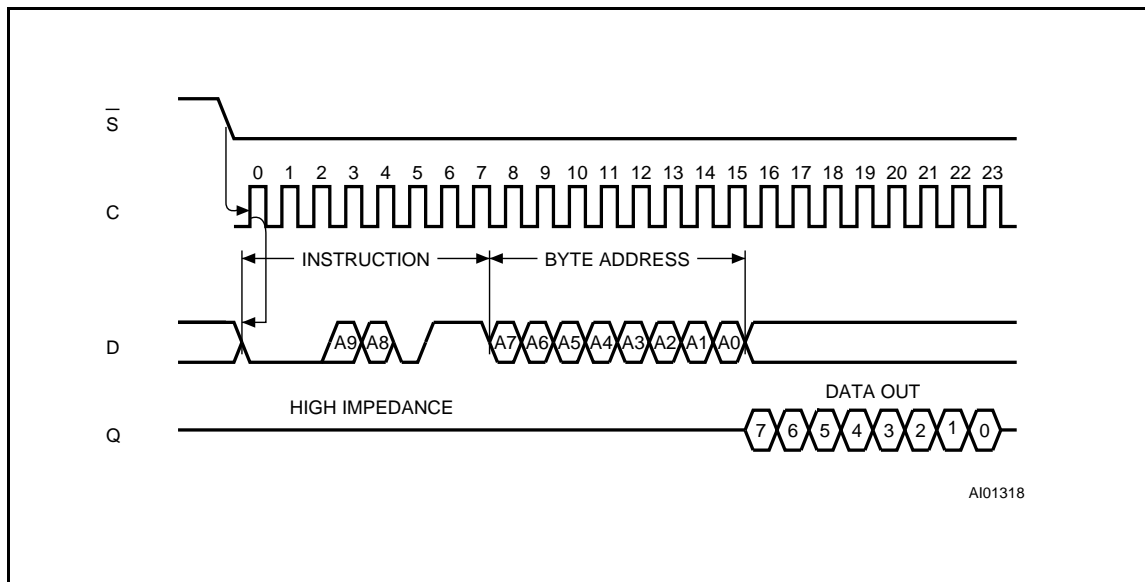 S
0 1 2 3 4 5 6 7 8 9 10 11 12 13 14 15 16 17 18 19 20 21 22 23
C
INSTRUCTION BYTE ADDRESS
D A9 A8 A7 A6 A5 A4 A3 A2 A1 A0
HIGH IMPEDANCE DATA OUT
Q 7 6 5 4 3 2 1 0
AI01318